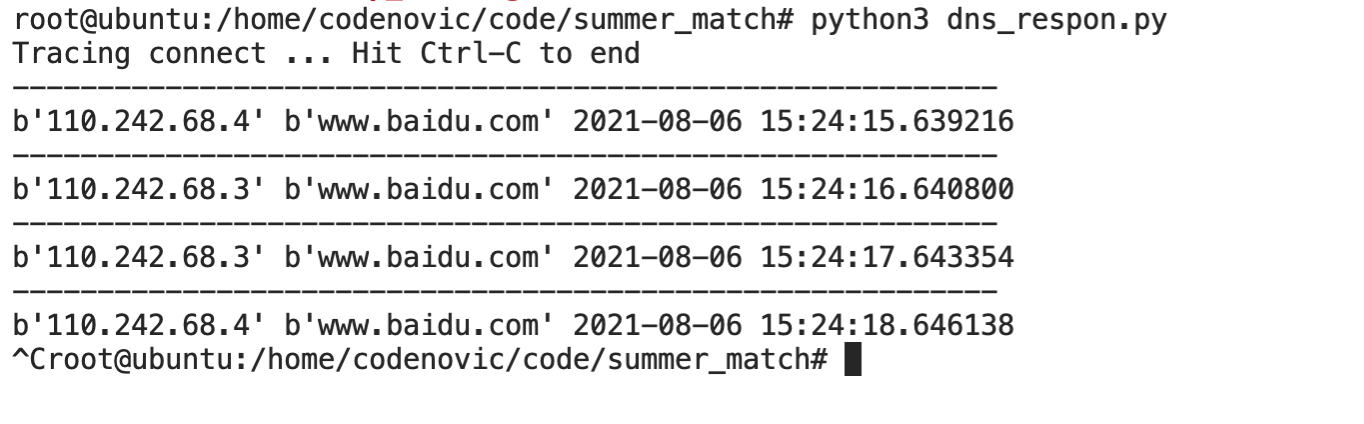 root@ubuntu:/home/codenovic/code/summer_match# python3 dns_respon.py
Tracing connect ... Hit Ctrl-C to end
----------------------------------------------------------
b'110.242.68.4' b'www.baidu.com' 2021-08-06 15:24:15.639216
----------------------------------------------------------
b'110.242.68.3' b'www.baidu.com' 2021-08-06 15:24:16.640800
----------------------------------------------------------
b'110.242.68.3' b'www.baidu.com' 2021-08-06 15:24:17.643354
----------------------------------------------------------
b'110.242.68.4' b'www.baidu.com' 2021-08-06 15:24:18.646138
^Croot@ubuntu:/home/codenovic/code/summer_match#